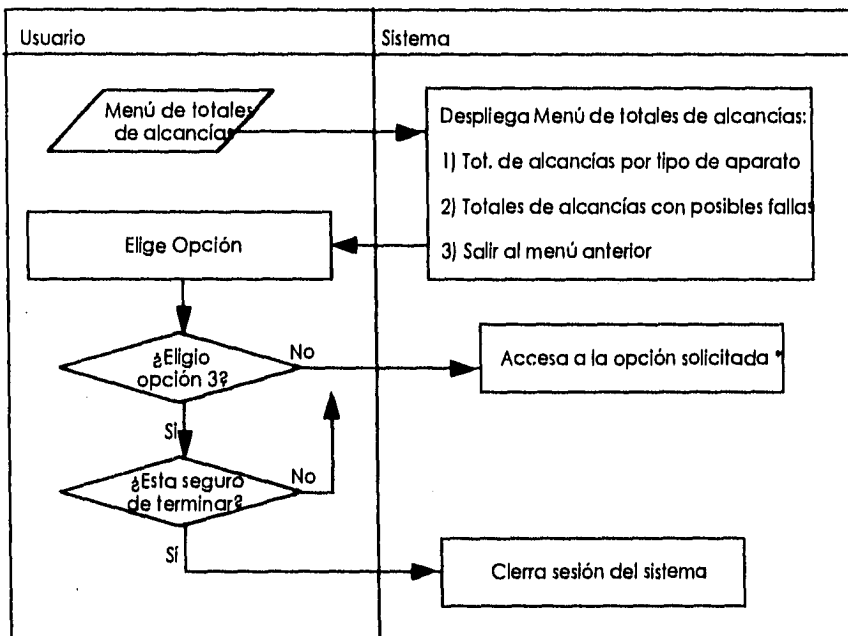 Usuario
Sistema
Menú de totales
de alcancías
Despliega Menú de totales de alcancías:
1) Tot. de alcancías por tipo de aparato
2) Totales de alcancías con posibles fallas
3) Salir al menú anterior
Elige Opción
¿Eligio
opción 3?
No
Accesa a la opción solicitada *
Si
¿Esta seguro
de terminar?
No
Sí
Cierra sesión del sistema